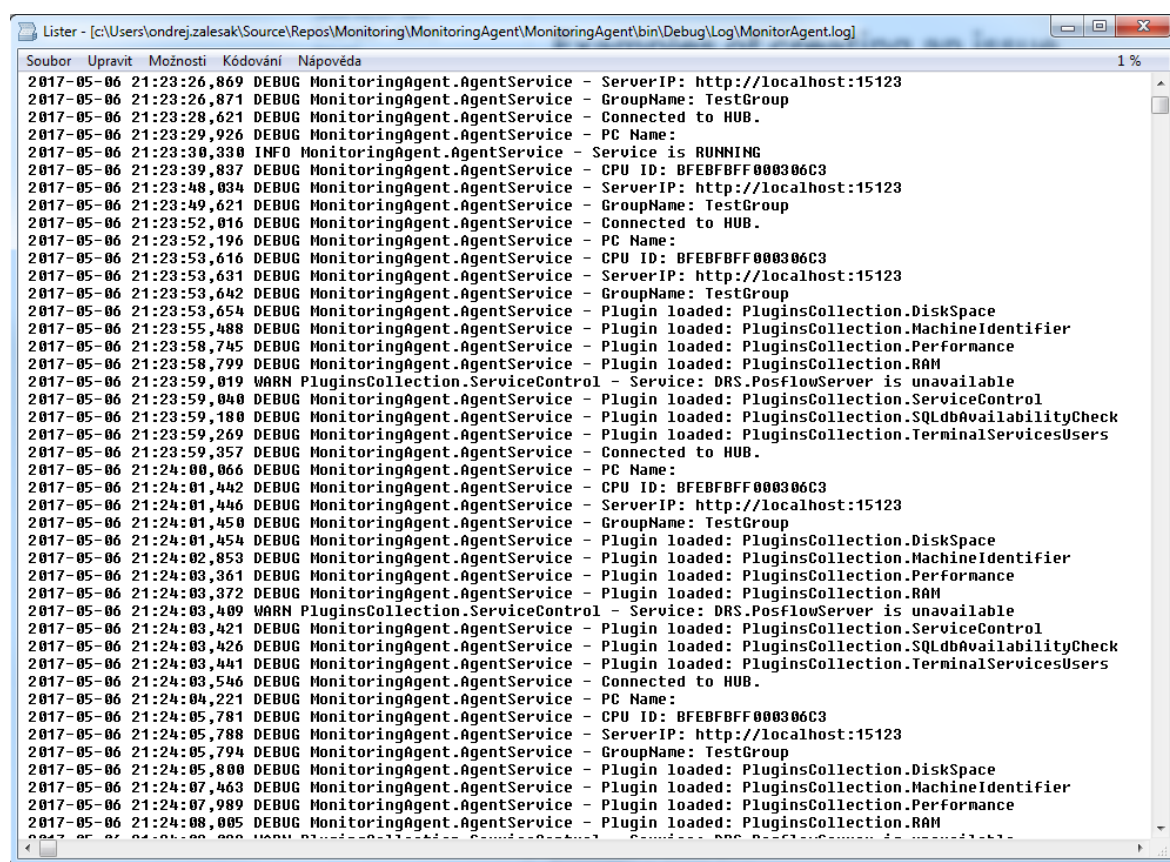 Lister - [c:\Users\ondrej.zalesak\Source\Repos\Monitoring\MonitoringAgent\MonitoringAgent\bin\Debug\Log\MonitorAgent.log]
Soubor Upravit Možnosti Kódování Nápověda 1 %
2017-05-06 21:23:26,869 DEBUG MonitoringAgent.AgentService - ServerIP: http://localhost:15123
2017-05-06 21:23:26,871 DEBUG MonitoringAgent.AgentService - GroupName: TestGroup
2017-05-06 21:23:28,621 DEBUG MonitoringAgent.AgentService - Connected to HUB.
2017-05-06 21:23:29,926 DEBUG MonitoringAgent.AgentService - PC Name:
2017-05-06 21:23:30,330 INFO MonitoringAgent.AgentService - Service is RUNNING
2017-05-06 21:23:39,837 DEBUG MonitoringAgent.AgentService - CPU ID: BFEBFBFF000306C3
2017-05-06 21:23:48,034 DEBUG MonitoringAgent.AgentService - ServerIP: http://localhost:15123
2017-05-06 21:23:49,621 DEBUG MonitoringAgent.AgentService - GroupName: TestGroup
2017-05-06 21:23:52,016 DEBUG MonitoringAgent.AgentService - Connected to HUB.
2017-05-06 21:23:52,196 DEBUG MonitoringAgent.AgentService - PC Name:
2017-05-06 21:23:53,616 DEBUG MonitoringAgent.AgentService - CPU ID: BFEBFBFF000306C3
2017-05-06 21:23:53,631 DEBUG MonitoringAgent.AgentService - ServerIP: http://localhost:15123
2017-05-06 21:23:53,642 DEBUG MonitoringAgent.AgentService - GroupName: TestGroup
2017-05-06 21:23:53,654 DEBUG MonitoringAgent.AgentService - Plugin loaded: PluginsCollection.DiskSpace
2017-05-06 21:23:55,488 DEBUG MonitoringAgent.AgentService - Plugin loaded: PluginsCollection.MachineIdentifier
2017-05-06 21:23:58,745 DEBUG MonitoringAgent.AgentService - Plugin loaded: PluginsCollection.Performance
2017-05-06 21:23:58,799 DEBUG MonitoringAgent.AgentService - Plugin loaded: PluginsCollection.RAM
2017-05-06 21:23:59,019 WARN PluginsCollection.ServiceControl - Service: DRS.PosflowServer is unavailable
2017-05-06 21:23:59,040 DEBUG MonitoringAgent.AgentService - Plugin loaded: PluginsCollection.ServiceControl
2017-05-06 21:23:59,180 DEBUG MonitoringAgent.AgentService - Plugin loaded: PluginsCollection.SQLdbAvailabilityCheck
2017-05-06 21:23:59,269 DEBUG MonitoringAgent.AgentService - Plugin loaded: PluginsCollection.TerminalServicesUsers
2017-05-06 21:23:59,357 DEBUG MonitoringAgent.AgentService - Connected to HUB.
2017-05-06 21:24:00,066 DEBUG MonitoringAgent.AgentService - PC Name:
2017-05-06 21:24:01,442 DEBUG MonitoringAgent.AgentService - CPU ID: BFEBFBFF000306C3
2017-05-06 21:24:01,446 DEBUG MonitoringAgent.AgentService - ServerIP: http://localhost:15123
2017-05-06 21:24:01,450 DEBUG MonitoringAgent.AgentService - GroupName: TestGroup
2017-05-06 21:24:01,454 DEBUG MonitoringAgent.AgentService - Plugin loaded: PluginsCollection.DiskSpace
2017-05-06 21:24:02,853 DEBUG MonitoringAgent.AgentService - Plugin loaded: PluginsCollection.MachineIdentifier
2017-05-06 21:24:03,361 DEBUG MonitoringAgent.AgentService - Plugin loaded: PluginsCollection.Performance
2017-05-06 21:24:03,372 DEBUG MonitoringAgent.AgentService - Plugin loaded: PluginsCollection.RAM
2017-05-06 21:24:03,409 WARN PluginsCollection.ServiceControl - Service: DRS.PosflowServer is unavailable
2017-05-06 21:24:03,421 DEBUG MonitoringAgent.AgentService - Plugin loaded: PluginsCollection.ServiceControl
2017-05-06 21:24:03,426 DEBUG MonitoringAgent.AgentService - Plugin loaded: PluginsCollection.SQLdbAvailabilityCheck
2017-05-06 21:24:03,441 DEBUG MonitoringAgent.AgentService - Plugin loaded: PluginsCollection.TerminalServicesUsers
2017-05-06 21:24:03,546 DEBUG MonitoringAgent.AgentService - Connected to HUB.
2017-05-06 21:24:04,221 DEBUG MonitoringAgent.AgentService - PC Name:
2017-05-06 21:24:05,781 DEBUG MonitoringAgent.AgentService - CPU ID: BFEBFBFF000306C3
2017-05-06 21:24:05,788 DEBUG MonitoringAgent.AgentService - ServerIP: http://localhost:15123
2017-05-06 21:24:05,794 DEBUG MonitoringAgent.AgentService - GroupName: TestGroup
2017-05-06 21:24:05,800 DEBUG MonitoringAgent.AgentService - Plugin loaded: PluginsCollection.DiskSpace
2017-05-06 21:24:07,463 DEBUG MonitoringAgent.AgentService - Plugin loaded: PluginsCollection.MachineIdentifier
2017-05-06 21:24:07,989 DEBUG MonitoringAgent.AgentService - Plugin loaded: PluginsCollection.Performance
2017-05-06 21:24:08,005 DEBUG MonitoringAgent.AgentService - Plugin loaded: PluginsCollection.RAM